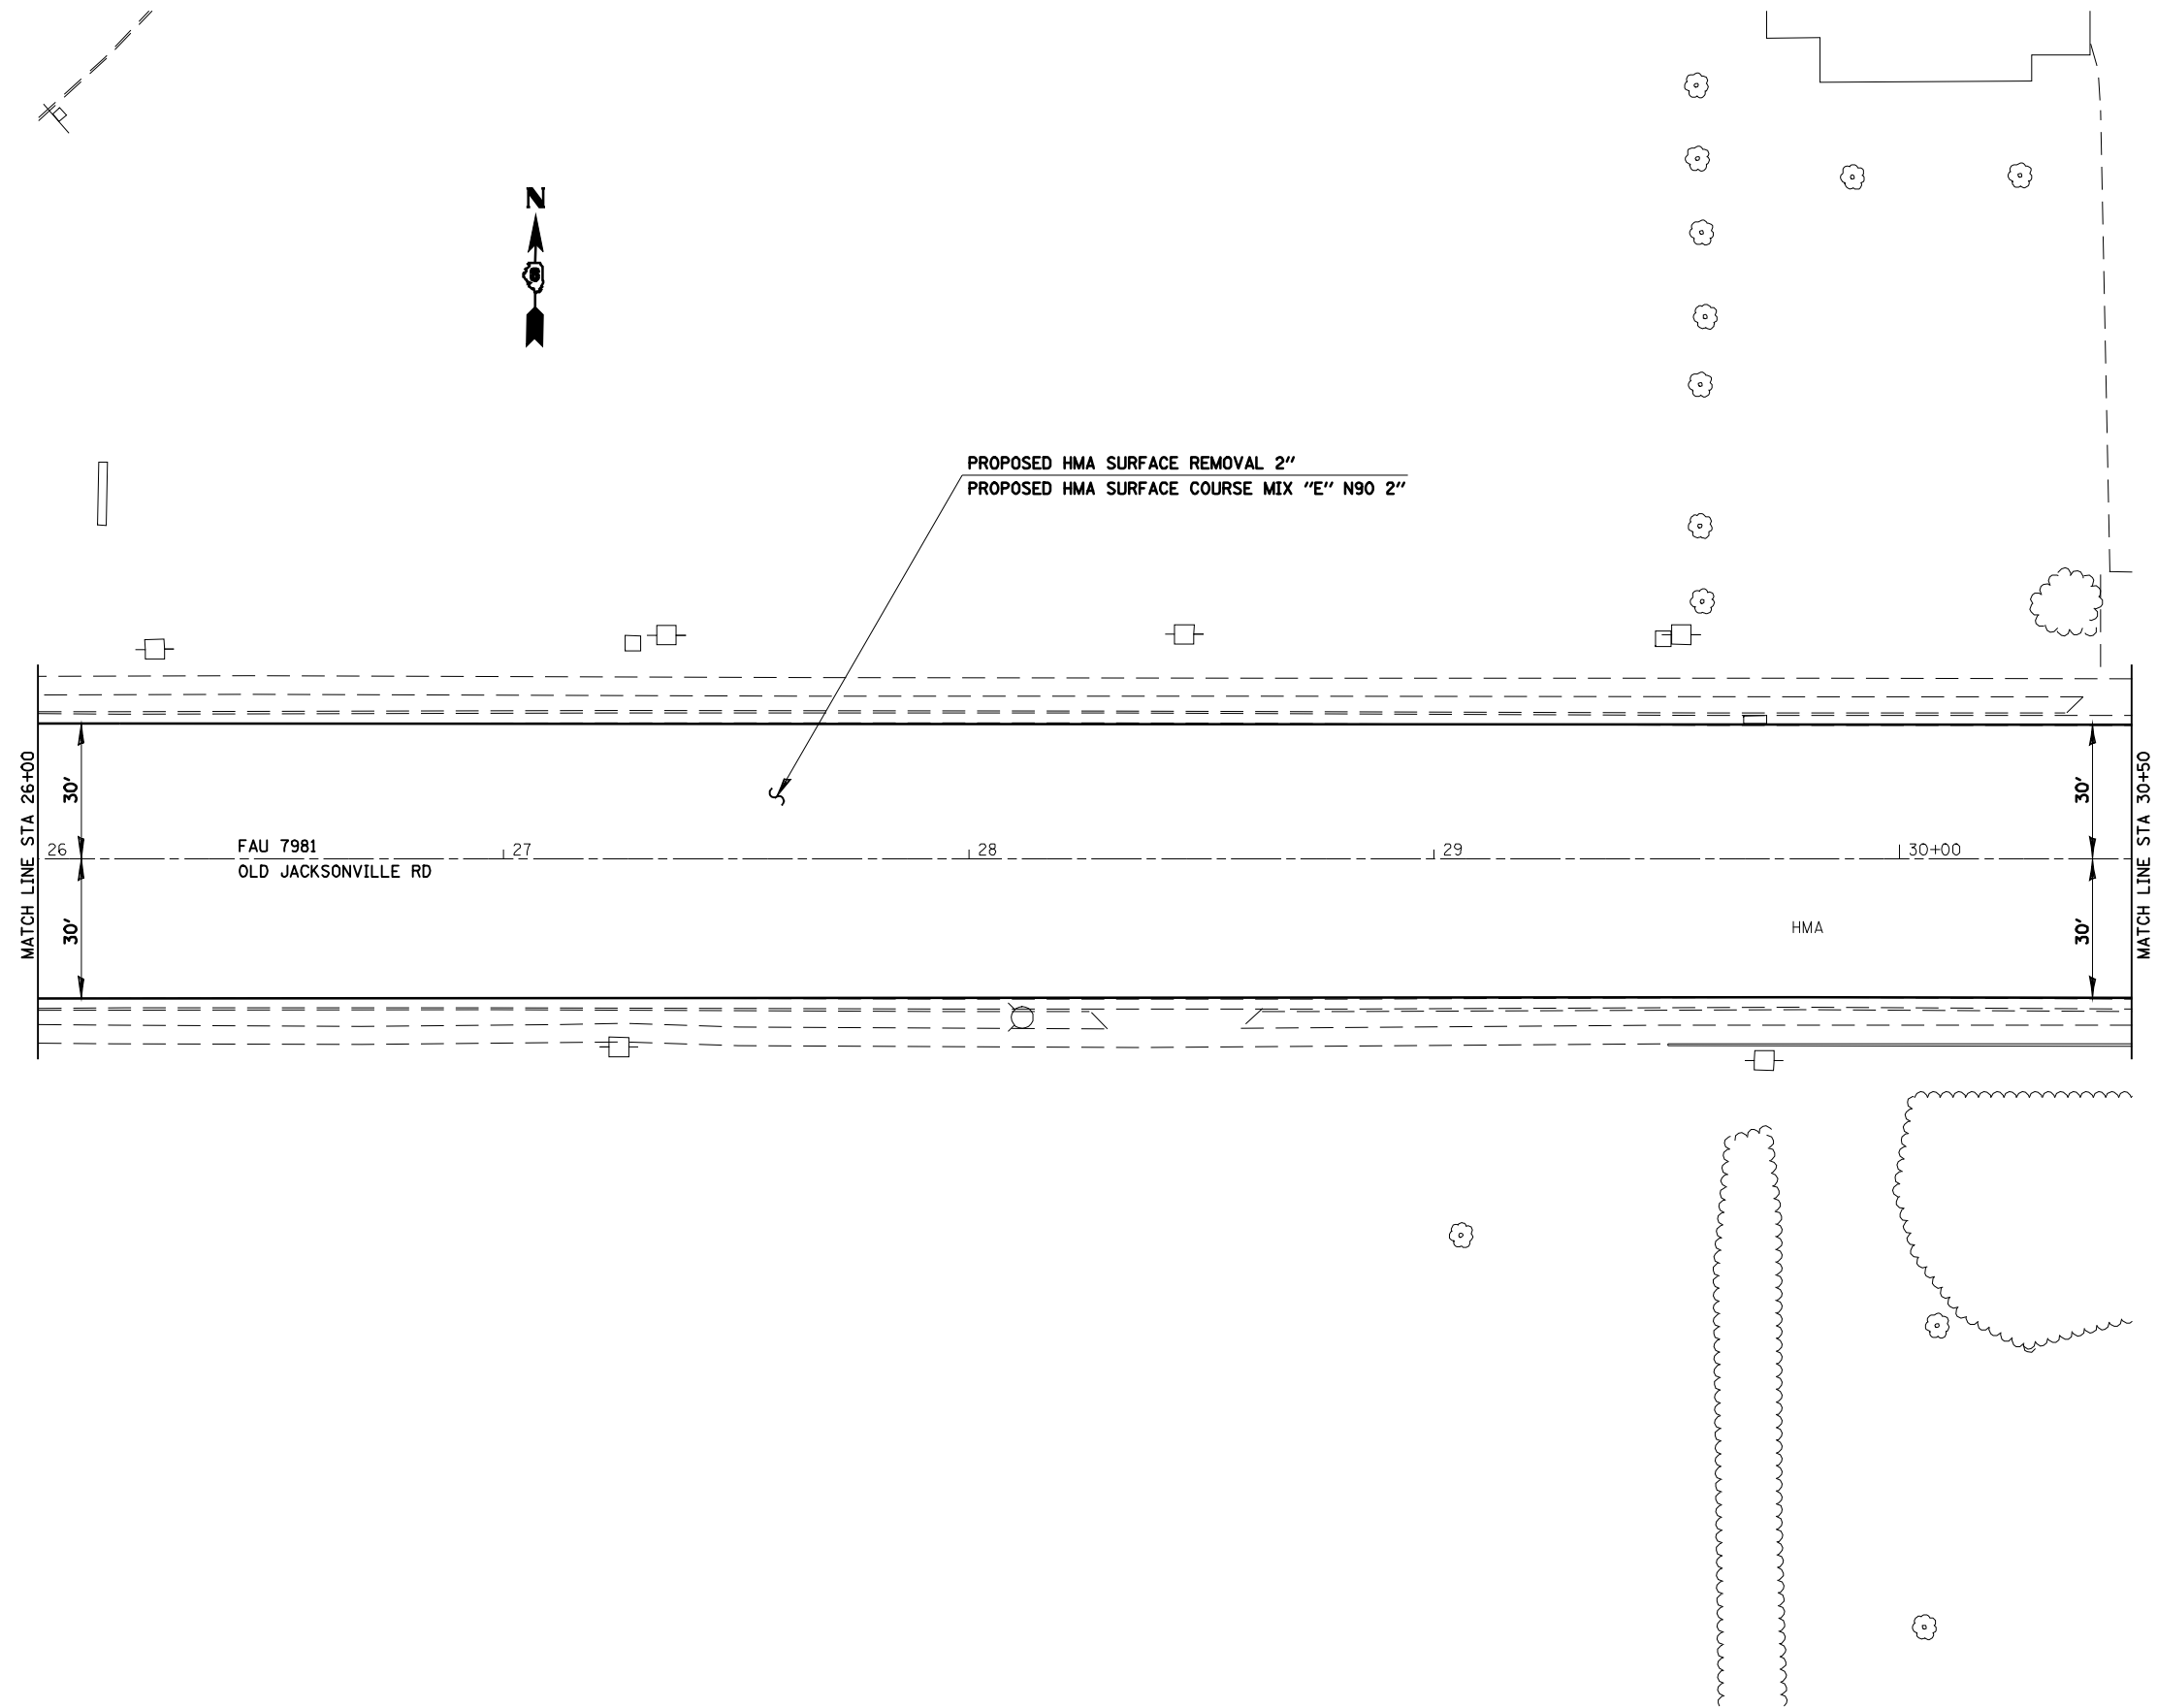 N
6
PROPOSED HMA SURFACE REMOVAL 2"
PROPOSED HMA SURFACE COURSE MIX "E" N90 2"
MATCH LINE STA 26+00
30'
30'
26
FAU 7981
OLD JACKSONVILLE RD
27
28
29
30+00
HMA
30'
30'
MATCH LINE STA 30+50